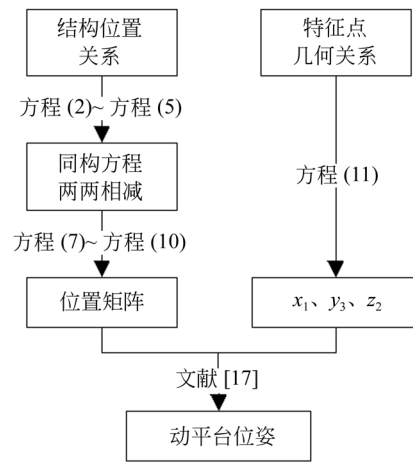 结构位置
关系
特征点
几何关系
方程 (2)~ 方程 (5)
同构方程
两两相减
方程 (11)
方程 (7)~ 方程 (10)
位置矩阵
x₁、y₃、z₂
文献 [17]
动平台位姿